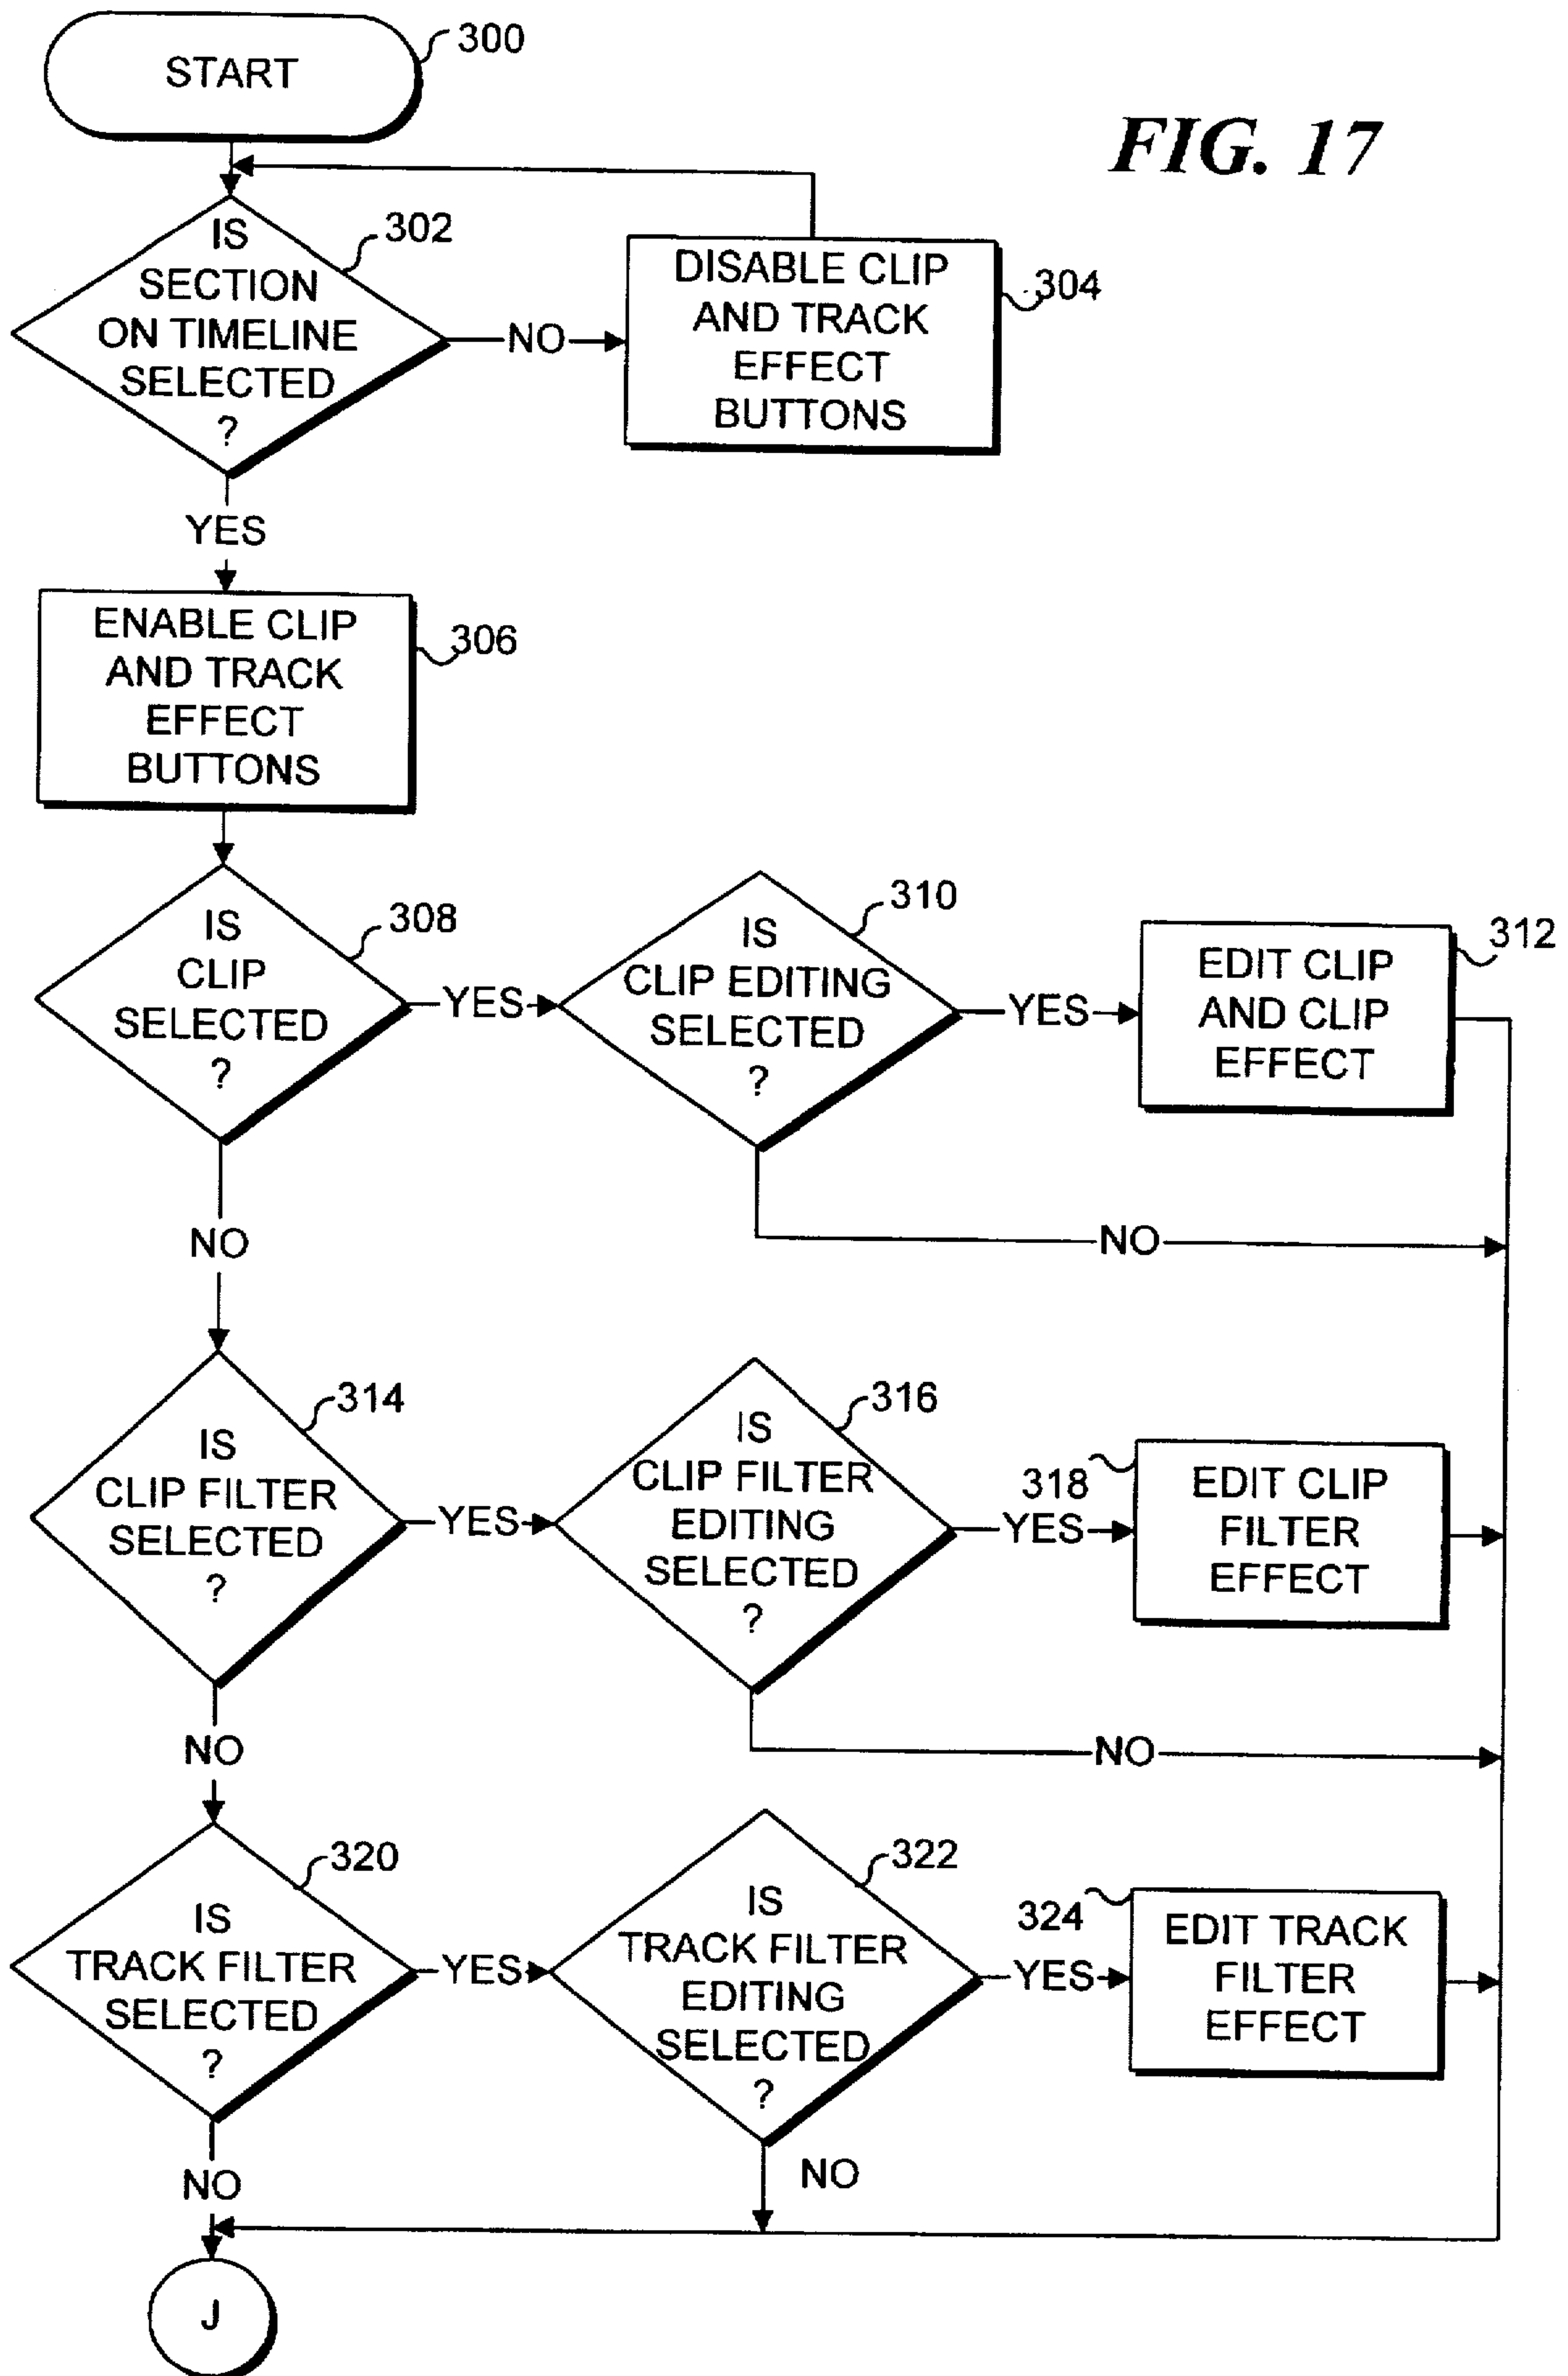 START
300
FIG. 17
IS
SECTION
ON TIMELINE
SELECTED
?
302
NO
DISABLE CLIP
AND TRACK
EFFECT
BUTTONS
304
YES
ENABLE CLIP
AND TRACK
EFFECT
BUTTONS
306
IS
CLIP
SELECTED
?
308
YES
IS
CLIP EDITING
SELECTED
?
310
YES
EDIT CLIP
AND CLIP
EFFECT
312
NO
NO
IS
CLIP FILTER
SELECTED
?
314
YES
IS
CLIP FILTER
EDITING
SELECTED
?
316
YES
318
EDIT CLIP
FILTER
EFFECT
NO
NO
IS
TRACK FILTER
SELECTED
?
320
YES
IS
TRACK FILTER
EDITING
SELECTED
?
322
YES
324
EDIT TRACK
FILTER
EFFECT
NO
NO
J